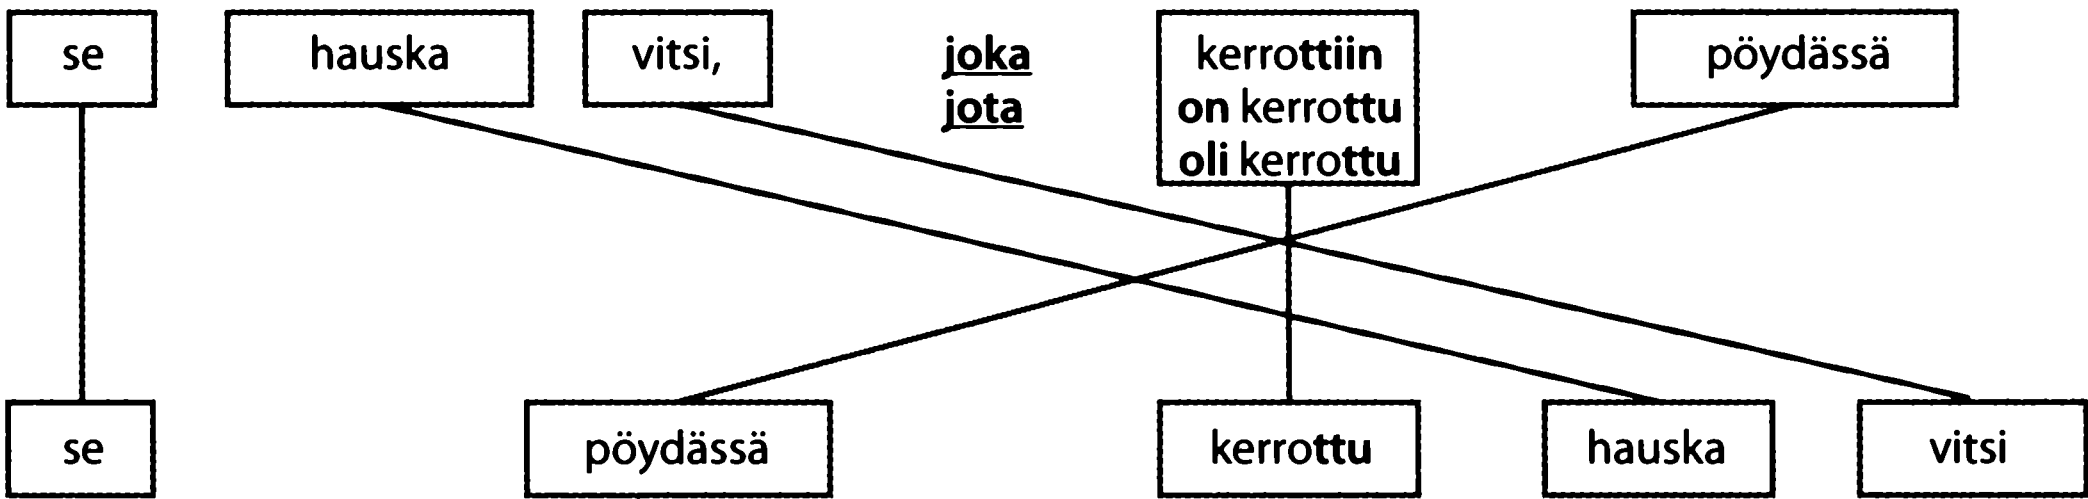 se hauska vitsi, joka kerrottiin pöydässä
jota on kerrottu
oli kerrottu
se pöydässä kerrottu hauska vitsi